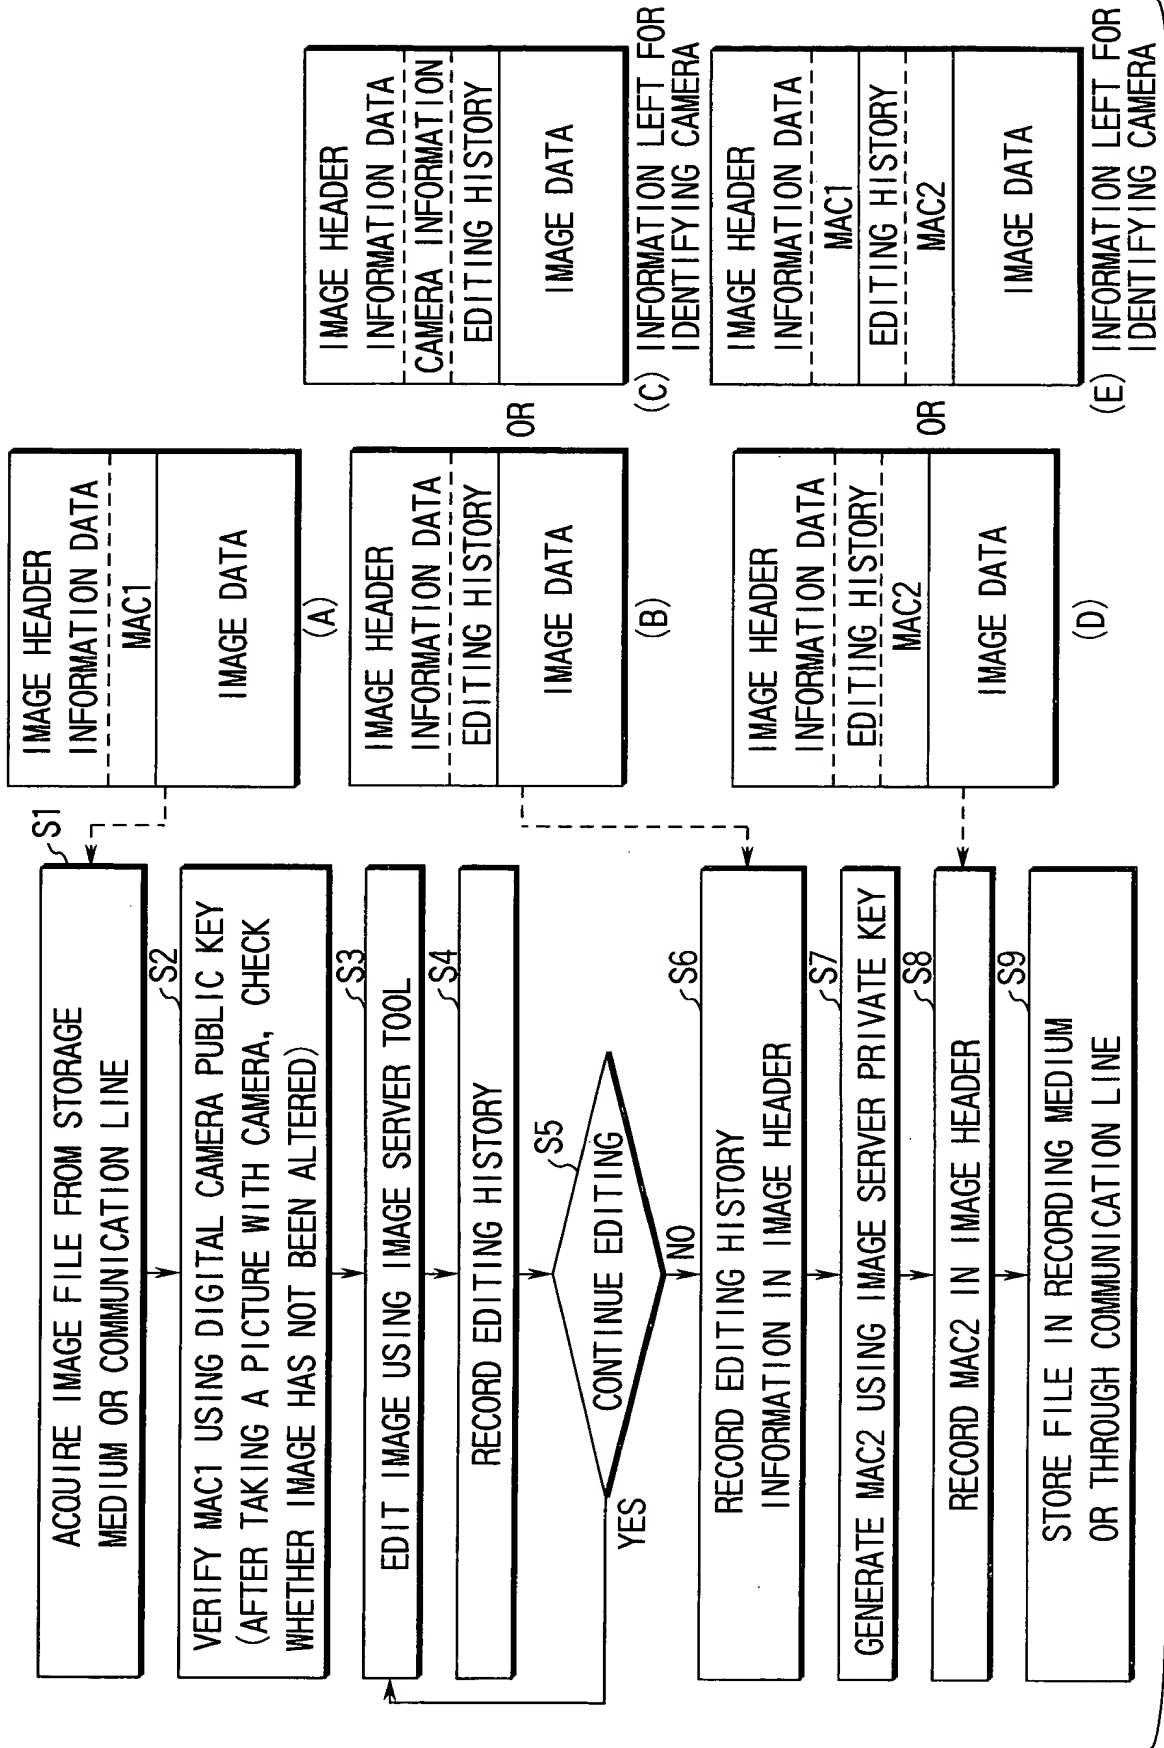 S1
ACQUIRE IMAGE FILE FROM STORAGE
MEDIUM OR COMMUNICATION LINE
S2
VERIFY MAC1 USING DIGITAL CAMERA PUBLIC KEY
(AFTER TAKING A PICTURE WITH CAMERA, CHECK
WHETHER IMAGE HAS NOT BEEN ALTERED)
S3
EDIT IMAGE USING IMAGE SERVER TOOL
S4
RECORD EDITING HISTORY
S5
CONTINUE EDITING
YES
NO
S6
RECORD EDITING HISTORY
INFORMATION IN IMAGE HEADER
S7
GENERATE MAC2 USING IMAGE SERVER PRIVATE KEY
S8
RECORD MAC2 IN IMAGE HEADER
S9
STORE FILE IN RECORDING MEDIUM
OR THROUGH COMMUNICATION LINE
IMAGE HEADER
INFORMATION DATA
MAC1
IMAGE DATA
(A)
IMAGE HEADER
INFORMATION DATA
EDITING HISTORY
IMAGE DATA
(B)
OR
IMAGE HEADER
INFORMATION DATA
CAMERA INFORMATION
EDITING HISTORY
IMAGE DATA
(C) INFORMATION LEFT FOR
IDENTIFYING CAMERA
IMAGE HEADER
INFORMATION DATA
EDITING HISTORY
MAC2
IMAGE DATA
(D)
OR
IMAGE HEADER
INFORMATION DATA
MAC1
EDITING HISTORY
MAC2
IMAGE DATA
(E) INFORMATION LEFT FOR
IDENTIFYING CAMERA